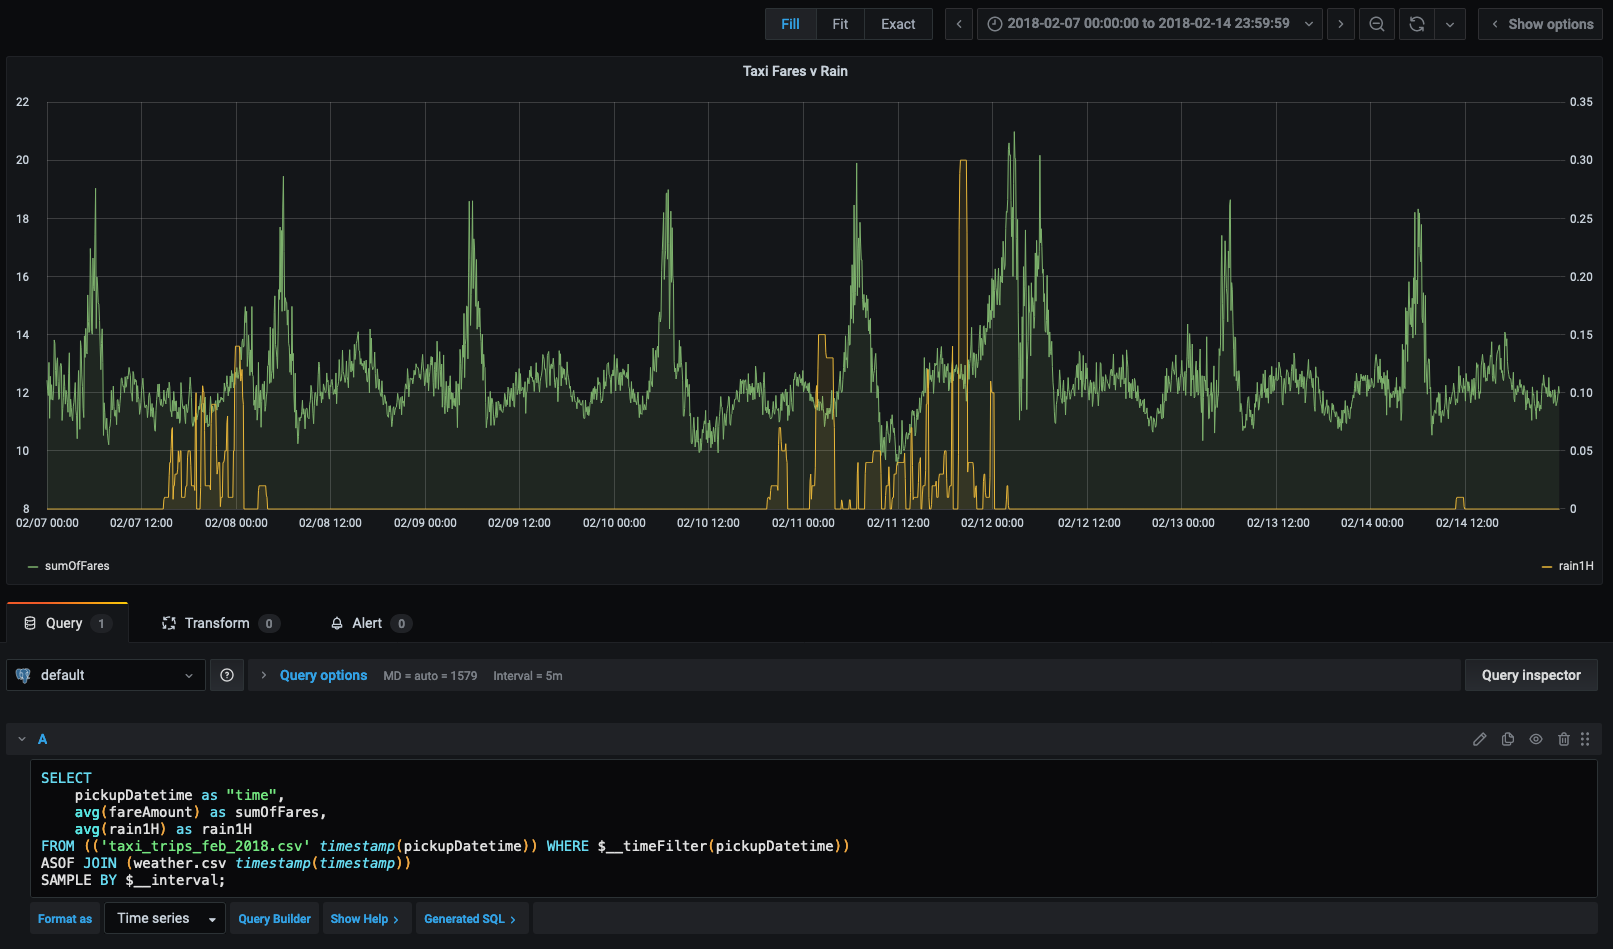 Fill Fit Exact 2018-02-07 00:00:00 to 2018-02-14 23:59:59 Show options
Taxi Fares v Rain
22 0.35
20 0.30
18 0.25
16 0.20
14 0.15
12 0.10
10 0.05
8 0
02/07 00:00 02/07 12:00 02/08 00:00 02/08 12:00 02/09 00:00 02/09 12:00 02/10 00:00 02/10 12:00 02/11 00:00 02/11 12:00 02/12 00:00 02/12 12:00 02/13 00:00 02/13 12:00 02/14 00:00 02/14 12:00
sumOfFares rain1H
Query 1 Transform 0 Alert 0
default Query options MD = auto = 1579 Interval = 5m Query inspector
A
SELECT
pickupDatetime as "time",
avg(fareAmount) as sumOfFares,
avg(rain1H) as rain1H
FROM (('taxi_trips_feb_2018.csv' timestamp(pickupDatetime)) WHERE $__timeFilter(pickupDatetime))
ASOF JOIN (weather.csv timestamp(timestamp))
SAMPLE BY $__interval;
Format as Time series Query Builder Show Help > Generated SQL >